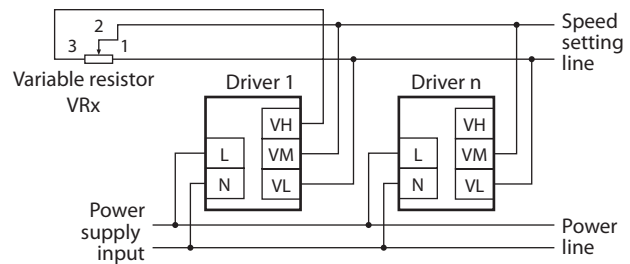 2
3
1
Speed
setting
line
Variable resistor
VRx
Driver 1
VH
L
VM
N
VL
Driver n
VH
L
VM
N
VL
Power
supply
input
Power
line